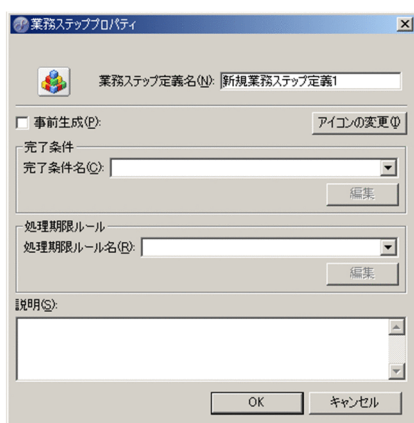 業務ステッププロパティ
業務ステップ定義名(N): 新規業務ステップ定義1
事前生成(P):
アイコンの変更(I)
完了条件
完了条件名(C):
編集
処理期限ルール
処理期限ルール名(R):
編集
説明(S):
OK キャンセル